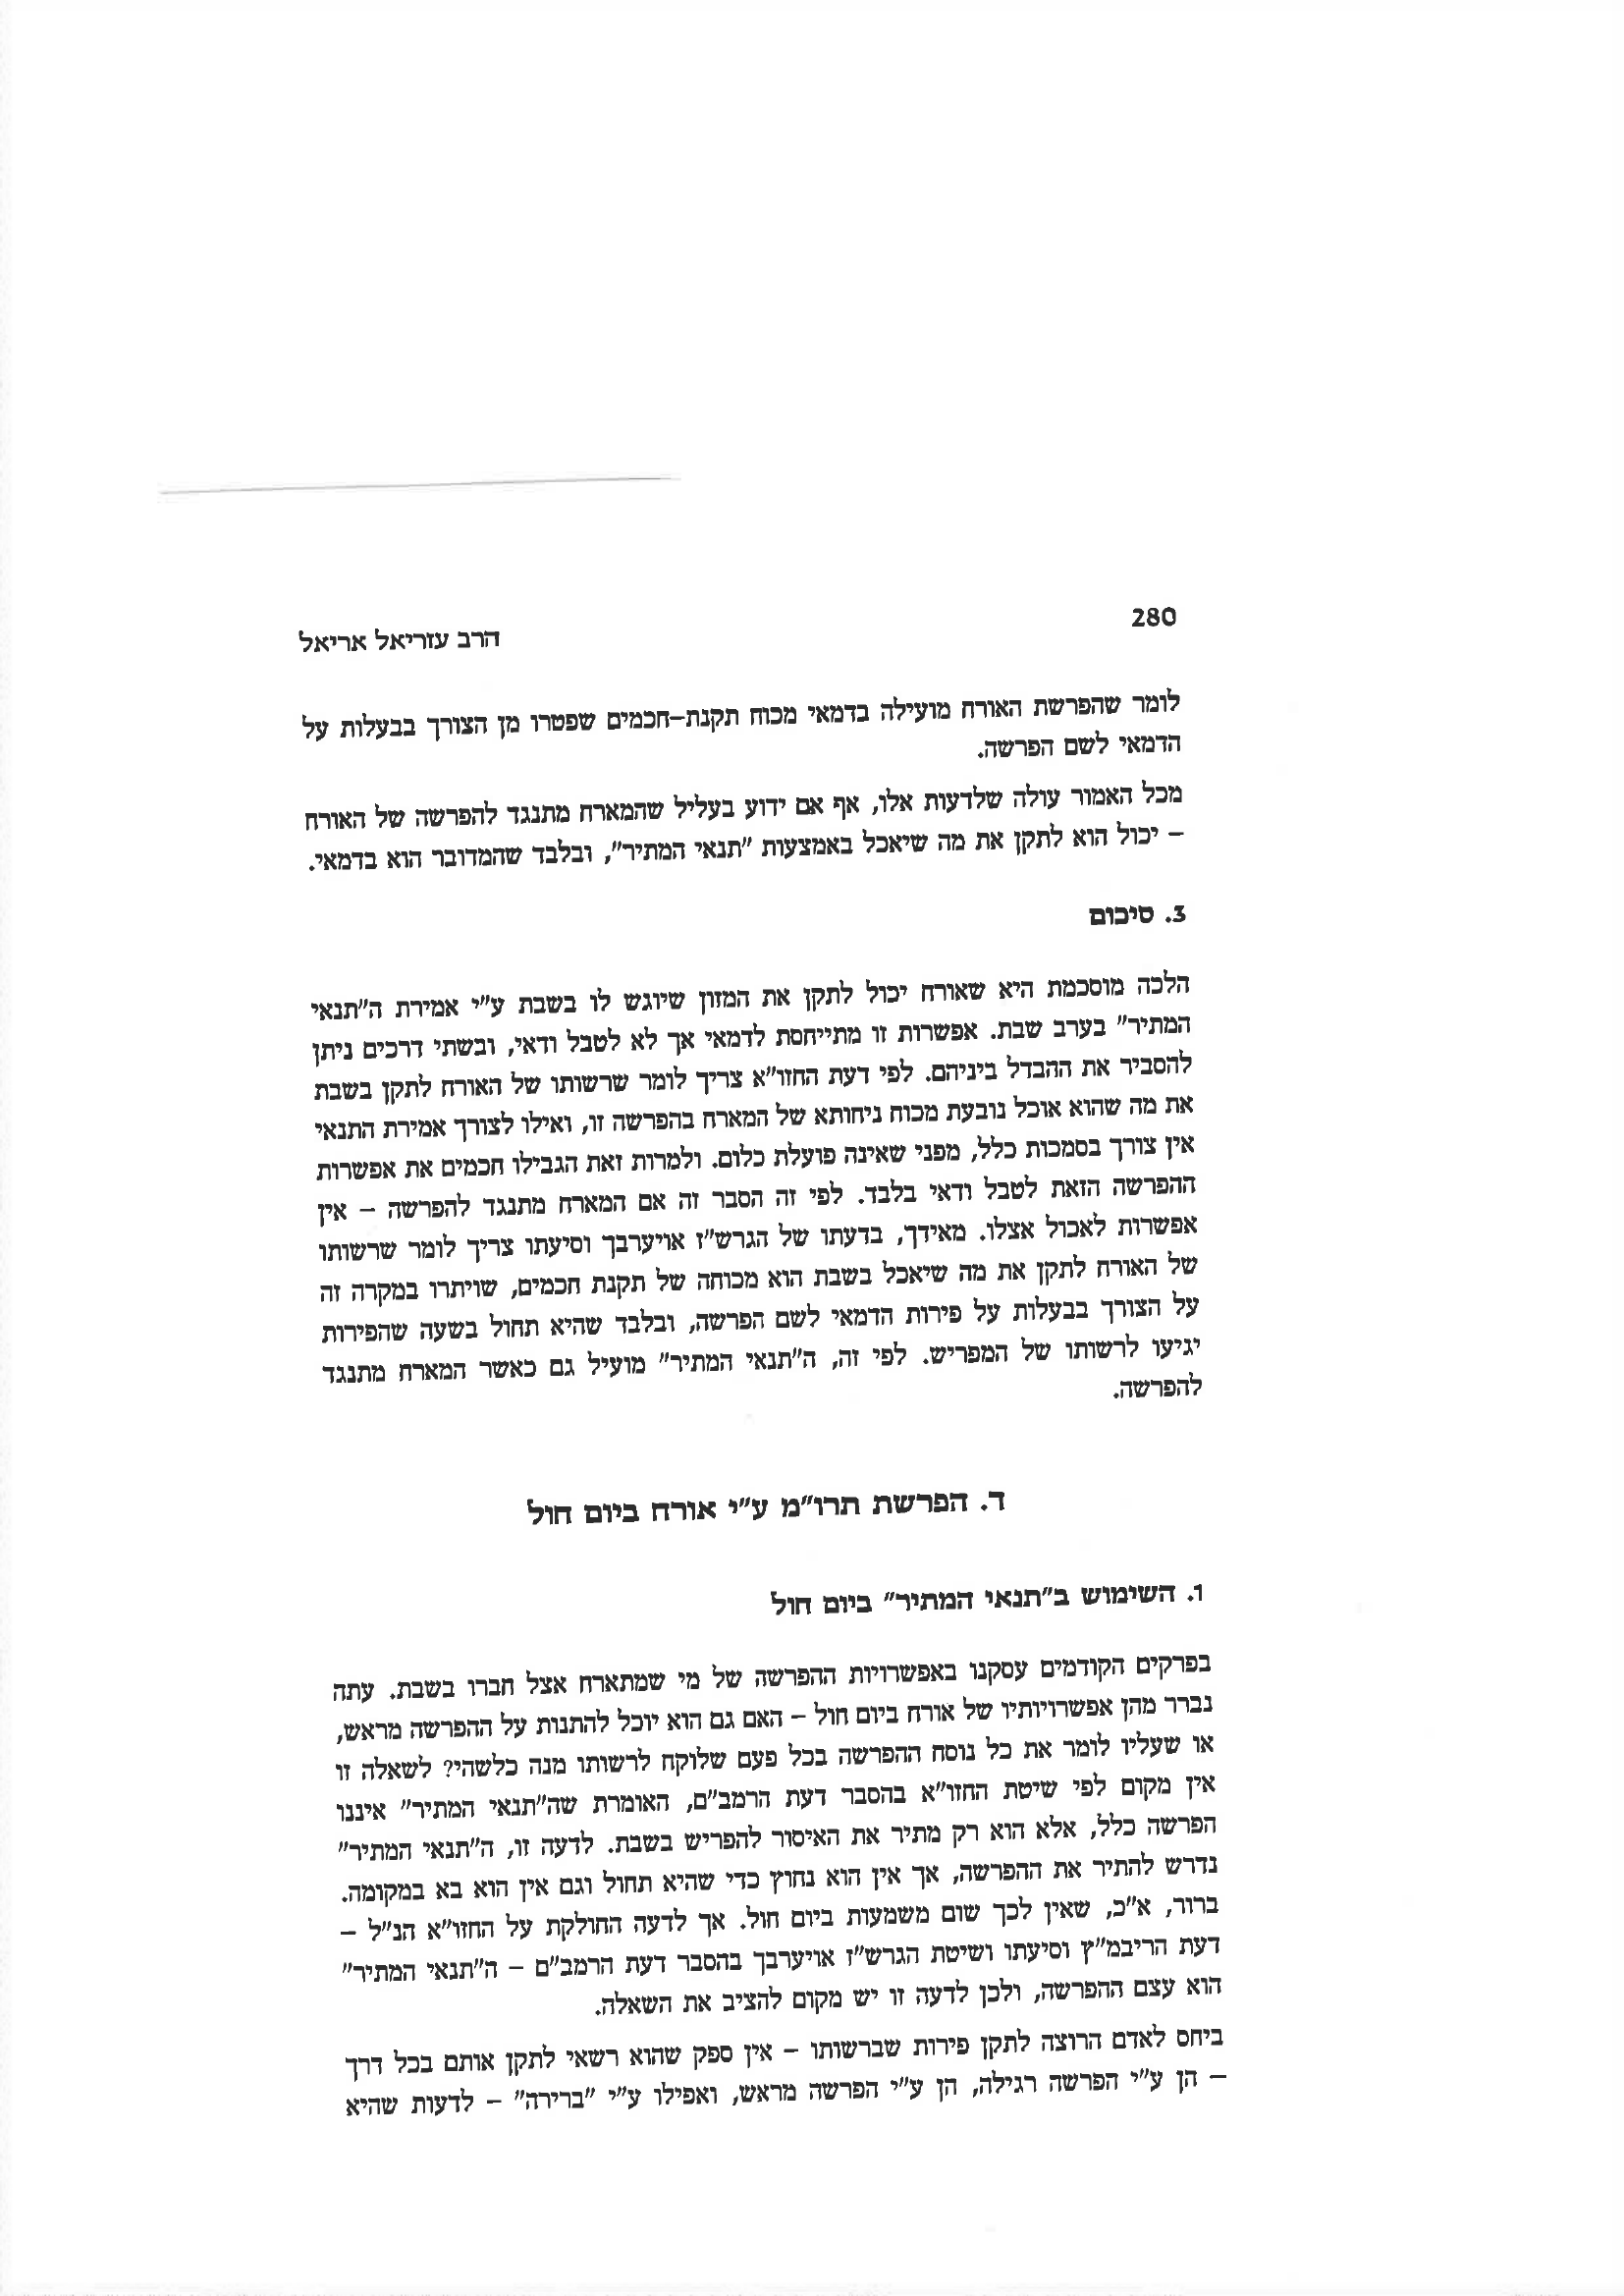 280
הרב עזריאל אריאל
לומר שהפרשת האורח מועילה בדמאי מכוח תקנת-חכמים שפטרו מן הצורך בבעלות על
הדמאי לשם הפרשה.
מכל האמור עולה שלדעות אלו, אף אם ידוע בעליל שהמארח מתנגד להפרשה של האורח
– יכול הוא לתקן את מה שיאכל באמצעות "תנאי המתיר", ובלבד שהמדובר הוא בדמאי.
3. סיכום
הלכה מוסכמת היא שאורח יכול לתקן את המזון שיוגש לו בשבת ע"י אמירת ה"תנאי
המתיר" בערב שבת. אפשרות זו מתייחסת לדמאי אך לא לטבל ודאי, ובשתי דרכים ניתן
להסביר את ההבדל ביניהם. לפי דעת החזו"א צריך לומר שרשותו של האורח לתקן בשבת
את מה שהוא אוכל נובעת מכוח ניחותא של המארח בהפרשה זו, ואילו לצורך אמירת התנאי
אין צורך בסמכות כלל, מפני שאינה פועלת כלום. ולמרות זאת הגבילו חכמים את אפשרות
ההפרשה הזאת לטבל ודאי בלבד. לפי זה הסבר זה אם המארח מתנגד להפרשה – אין
אפשרות לאכול אצלו. מאידך, בדעתו של הגרש"ז אויערבך וסיעתו צריך לומר שרשותו
של האורח לתקן את מה שיאכל בשבת הוא מכוחה של תקנת חכמים, שויתרו במקרה זה
על הצורך בבעלות על פירות הדמאי לשם הפרשה, ובלבד שהיא תחול בשעה שהפירות
יגיעו לרשותו של המפריש. לפי זה, ה"תנאי המתיר" מועיל גם כאשר המארח מתנגד
להפרשה.
ד. הפרשת תרו"מ ע"י אורח ביום חול
1. השימוש ב"תנאי המתיר" ביום חול
בפרקים הקודמים עסקנו באפשרויות ההפרשה של מי שמתארח אצל חברו בשבת. עתה
נברר מהן אפשרויותיו של אורח ביום חול – האם גם הוא יוכל להתנות על ההפרשה מראש,
או שעליו לומר את כל נוסח ההפרשה בכל פעם שלוקח לרשותו מנה כלשהי? לשאלה זו
אין מקום לפי שיטת החזו"א בהסבר דעת הרמב"ם, האומרת שה"תנאי המתיר" איננו
הפרשה כלל, אלא הוא רק מתיר את האיסור להפריש בשבת. לדעה זו, ה"תנאי המתיר"
נדרש להתיר את ההפרשה, אך אין הוא נחוץ כדי שהיא תחול וגם אין הוא בא במקומה.
ברור, א"כ, שאין לכך שום משמעות ביום חול. אך לדעה החולקת על החזו"א הנ"ל –
דעת הריבמ"ץ וסיעתו ושיטת הגרש"ז אויערבך בהסבר דעת הרמב"ם – ה"תנאי המתיר"
הוא עצם ההפרשה, ולכן לדעה זו יש מקום להציב את השאלה.
ביחס לאדם הרוצה לתקן פירות שברשותו – אין ספק שהוא רשאי לתקן אותם בכל דרך
– הן ע"י הפרשה רגילה, הן ע"י הפרשה מראש, ואפילו ע"י "ברירה" – לדעות שהיא